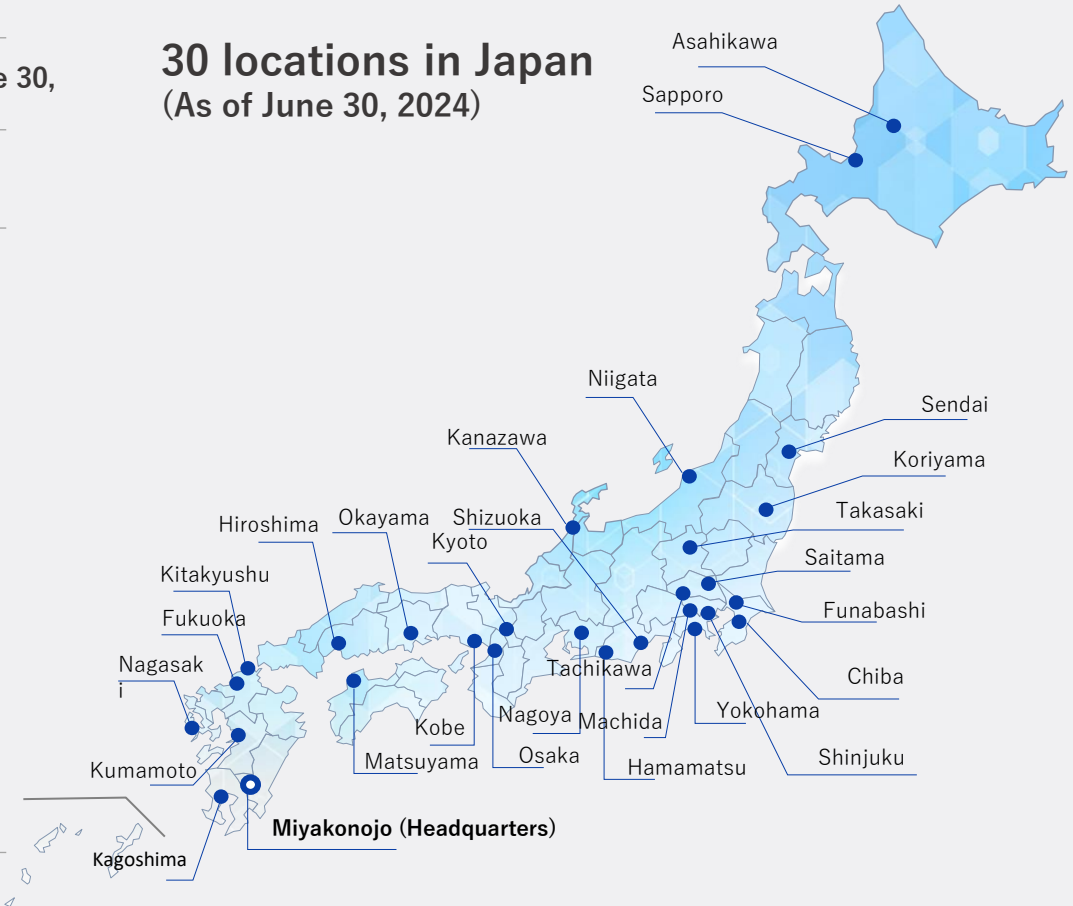 e 30,
30 locations in Japan
(As of June 30, 2024)
Asahikawa
Sapporo
Niigata
Sendai
Kanazawa
Koriyama
Takasaki
Hiroshima
Okayama
Shizuoka
Kyoto
Saitama
Kitakyushu
Funabashi
Fukuoka
Nagasak
i
Tachikawa
Chiba
Kobe
Nagoya
Machida
Yokohama
Matsuyama
Osaka
Hamamatsu
Shinjuku
Kumamoto
Miyakonojo (Headquarters)
Kagoshima